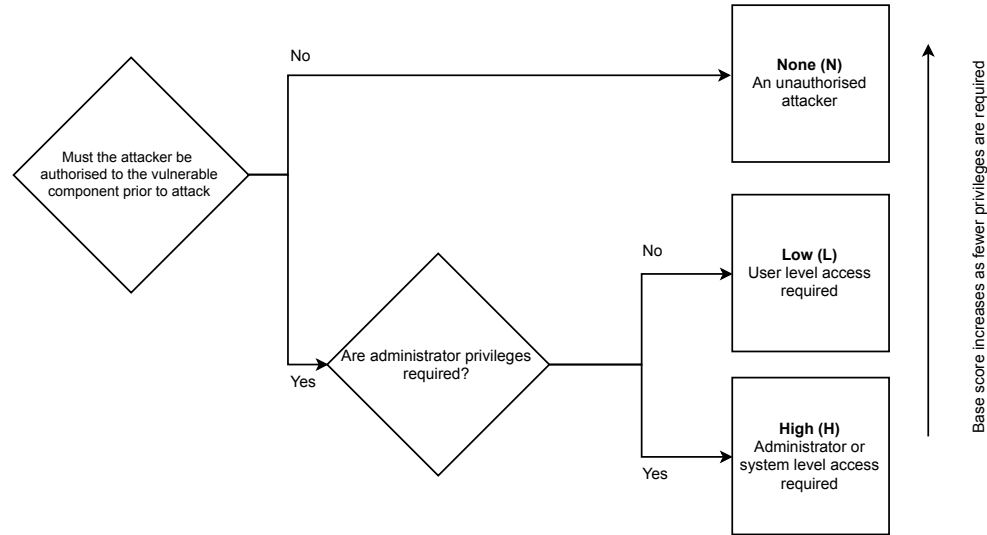 No
None (N)
An unauthorised
attacker
Must the attacker be
authorised to the vulnerable
component prior to attack
No
Low (L)
User level access
required
Are administrator privileges
required?
Yes
High (H)
Administrator or
system level access
required
Yes
Base score increases as fewer privileges are required